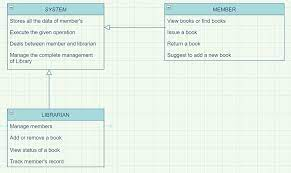 SYSTEM
Stores all the data of member's
Execute the given operation
Deals between member and librarian
Manage the complete management
of Library
MEMBER
View books or find books
Issue a book
Return a book
Suggest to add a new book
LIBRARIAN
Manage members
Add or remove a book
View status of a book
Track member's record